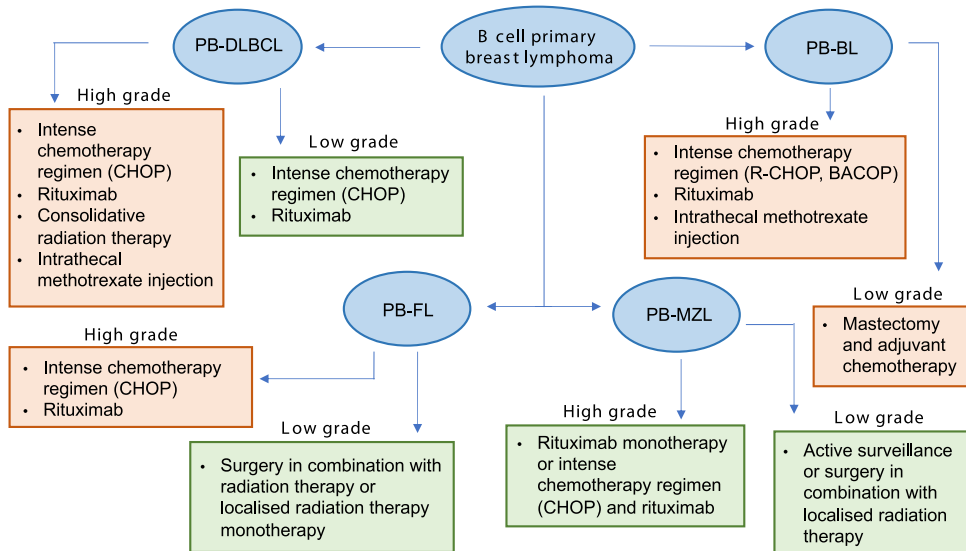 B cell primary
breast lymphoma
PB-DLBCL
High grade
• Intense
chemotherapy
regimen (CHOP)
• Rituximab
• Consolidative
radiation therapy
• Intrathecal
methotrexate injection
Low grade
• Intense chemotherapy
regimen (CHOP)
• Rituximab
PB-BL
High grade
• Intense chemotherapy
regimen (R-CHOP, BACOP)
• Rituximab
• Intrathecal methotrexate
injection
Low grade
• Mastectomy
and adjuvant
chemotherapy
PB-FL
High grade
• Intense chemotherapy
regimen (CHOP)
• Rituximab
Low grade
• Surgery in combination with
radiation therapy or
localised radiation therapy
monotherapy
PB-MZL
High grade
• Rituximab monotherapy
or intense
chemotherapy regimen
(CHOP) and rituximab
Low grade
• Active surveillance
or surgery in
combination with
localised radiation
therapy